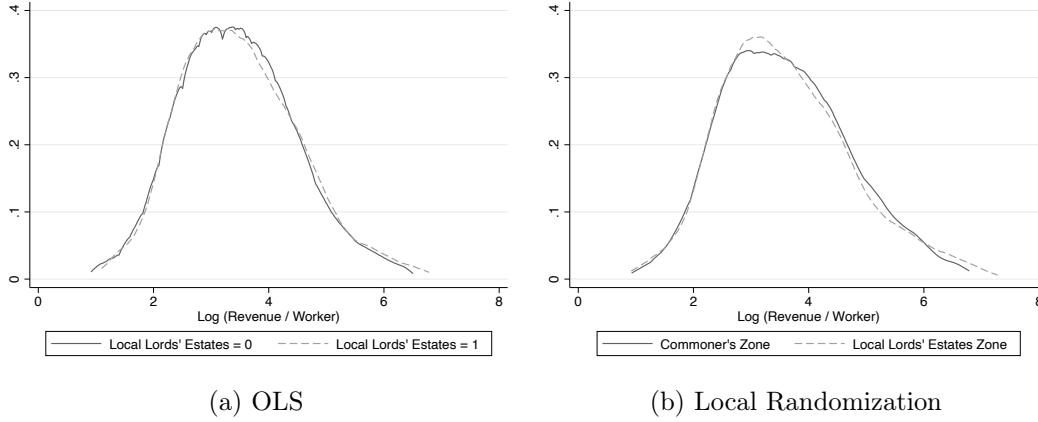 .4
.3
.2
.1
0
0 2 4 6 8
Log (Revenue / Worker)
Local Lords' Estates = 0 Local Lords' Estates = 1
(a) OLS
.4
.3
.2
.1
0
0 2 4 6 8
Log (Revenue / Worker)
Commoner's Zone Local Lords' Estates Zone
(b) Local Randomization